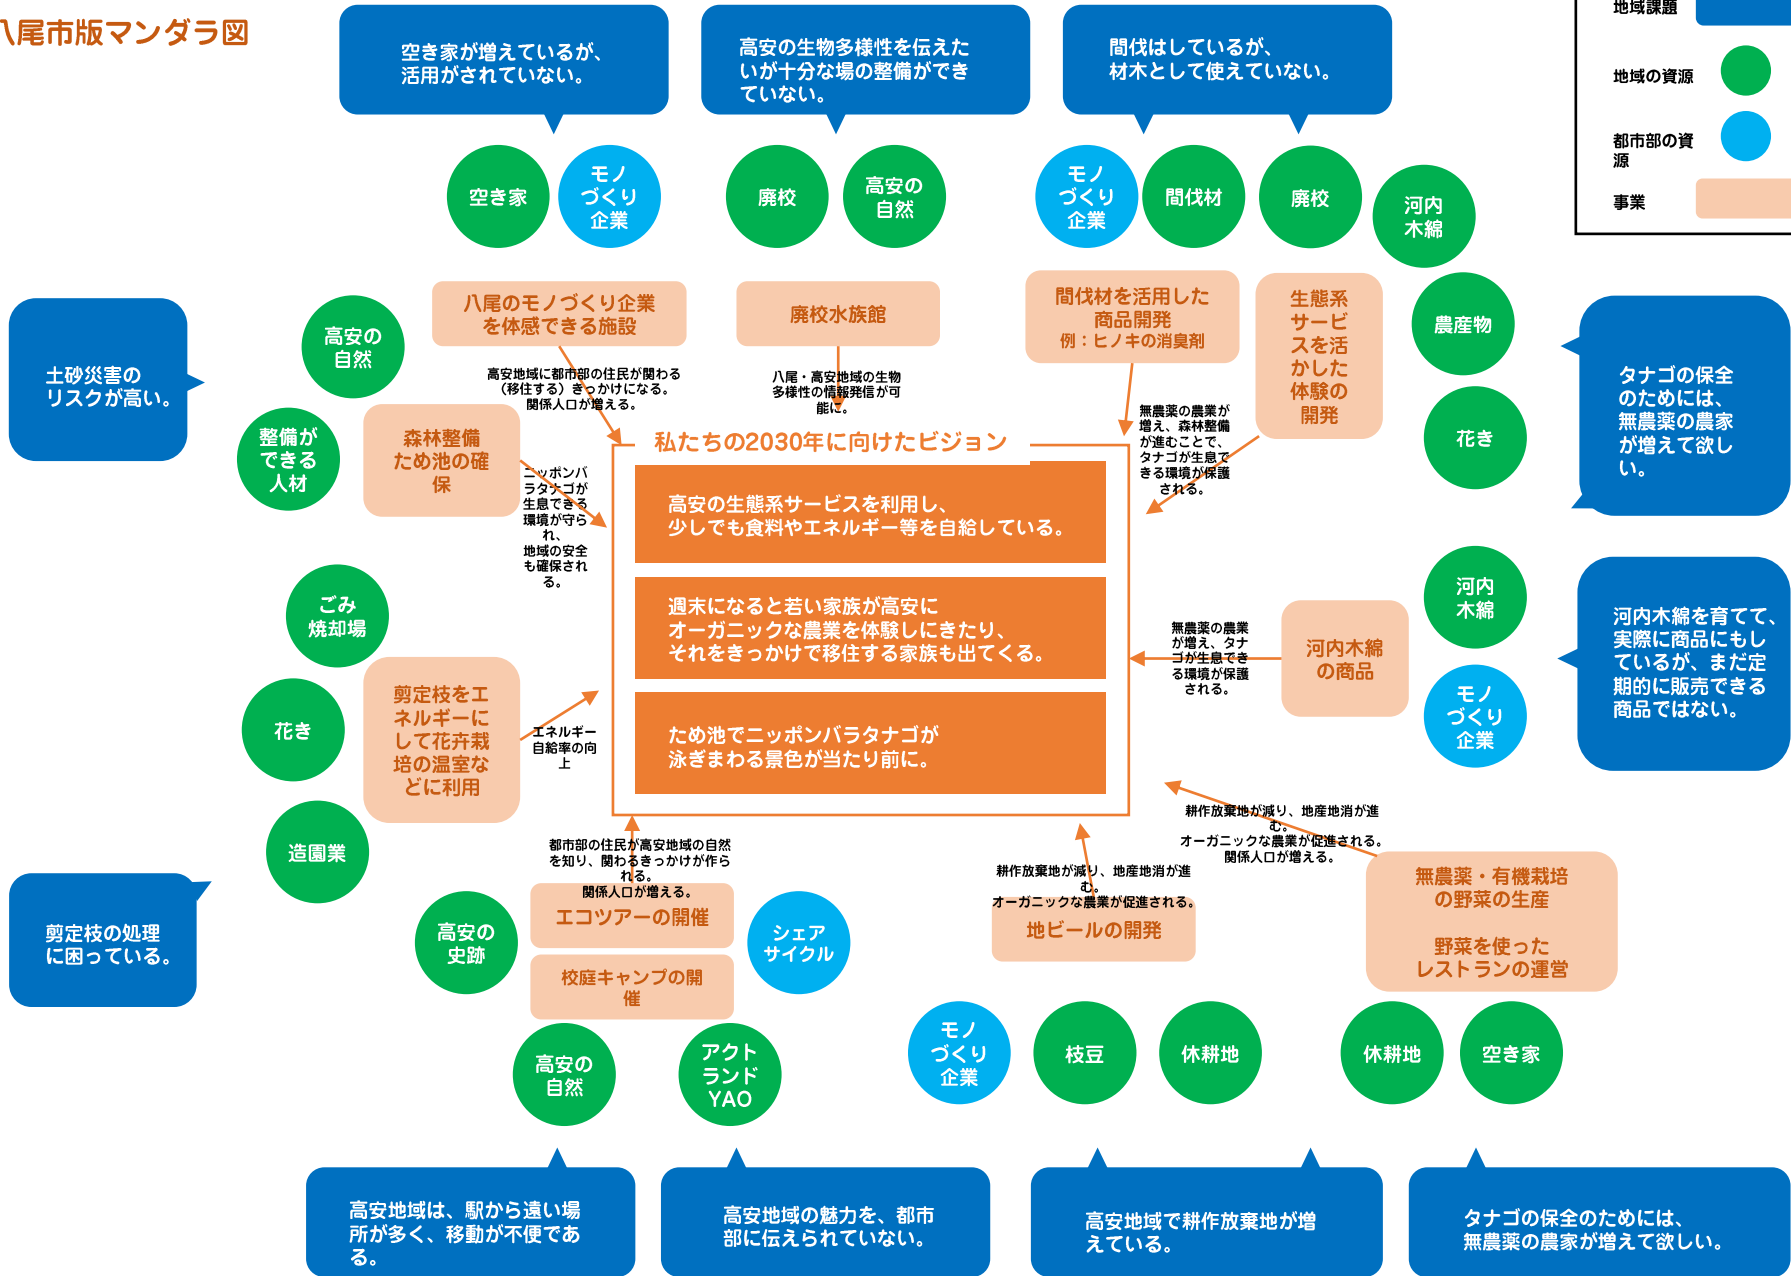 八尾市版マンダラ図
地域課題
地域の資源
都市部の資
源
事業
空き家が増えているが、
活用がされていない。
高安の生物多様性を伝えた
いが十分な場の整備ができ
ていない。
間伐はしているが、
材木として使えていない。
空き家
モノ
づくり
企業
廃校
高安の
自然
モノ
づくり
企業
間伐材
廃校
河内
木綿
八尾のモノづくり企業
を体感できる施設
廃校水族館
間伐材を活用した
商品開発
例：ヒノキの消臭剤
生態系
サービ
スを活
かした
体験の
開発
農産物
花き
土砂災害の
リスクが高い。
高安の
自然
整備が
できる
人材
森林整備
ため池の確
保
高安地域に都市部の住民が関わる
（移住する）きっかけになる。
関係人口が増える。
八尾・高安地域の生物
多様性の情報発信が可
能に。
無農薬の農業が
増え、森林整備
が進むことで、
タナゴが生息で
きる環境が保護
される。
タナゴの保全
のためには、
無農薬の農家
が増えて欲し
い。
ニッポンバ
ラタナゴが
生息できる
環境が守ら
れ、
地域の安全
も確保され
る。
私たちの2030年に向けたビジョン
高安の生態系サービスを利用し、
少しでも食料やエネルギー等を自給している。
週末になると若い家族が高安に
オーガニックな農業を体験しにきたり、
それをきっかけで移住する家族も出てくる。
ため池でニッポンバラタナゴが
泳ぎまわる景色が当たり前に。
無農薬の農業
が増え、タナ
ゴが生息でき
る環境が保護
される。
河内木綿
の商品
河内
木綿
モノ
づくり
企業
河内木綿を育てて、
実際に商品にもし
ているが、まだ定
期的に販売できる
商品ではない。
ごみ
焼却場
花き
造園業
剪定枝をエ
ネルギーに
して花卉栽
培の温室な
どに利用
エネルギー
自給率の向
上
剪定枝の処理
に困っている。
都市部の住民が高安地域の自然
を知り、関わるきっかけが作ら
れる。
関係人口が増える。
エコツアーの開催
校庭キャンプの開
催
高安の
史跡
シェア
サイクル
高安の
自然
アクト
ランド
YAO
耕作放棄地が減り、地産地消が進
む。
オーガニックな農業が促進される。
地ビールの開発
耕作放棄地が減り、地産地消が進
む。
オーガニックな農業が促進される。
関係人口が増える。
無農薬・有機栽培
の野菜の生産
野菜を使った
レストランの運営
モノ
づくり
企業
枝豆
休耕地
休耕地
空き家
高安地域は、駅から遠い場
所が多く、移動が不便であ
る。
高安地域の魅力を、都市
部に伝えられていない。
高安地域で耕作放棄地が増
えている。
タナゴの保全のためには、
無農薬の農家が増えて欲しい。